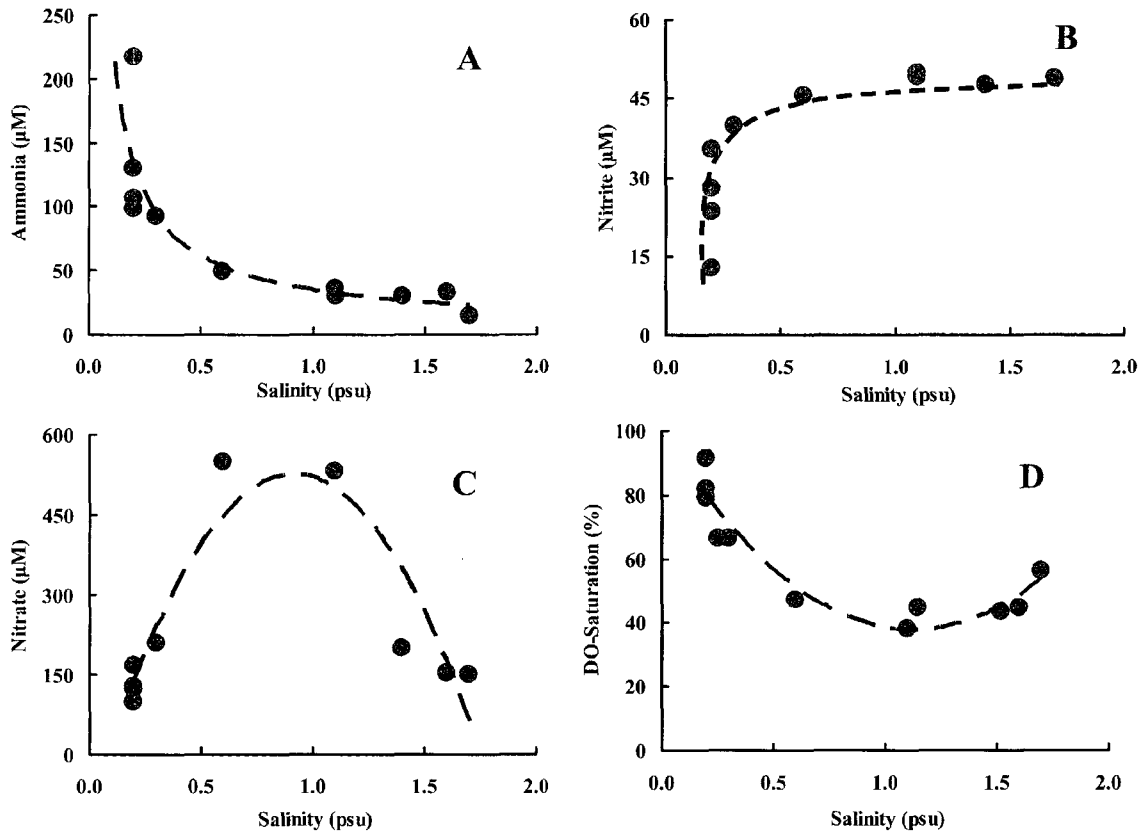 250
200
150
100
50
0
Ammonia (µM)
A
0.0 0.5 1.0 1.5 2.0
Salinity (psu)
60
45
30
15
0
Nitrite (µM)
B
0.0 0.5 1.0 1.5 2.0
Salinity (psu)
600
450
300
150
0
Nitrate (µM)
C
0.0 0.5 1.0 1.5 2.0
Salinity (psu)
100
80
60
40
20
0
DO-Saturation (%)
D
0.0 0.5 1.0 1.5 2.0
Salinity (psu)